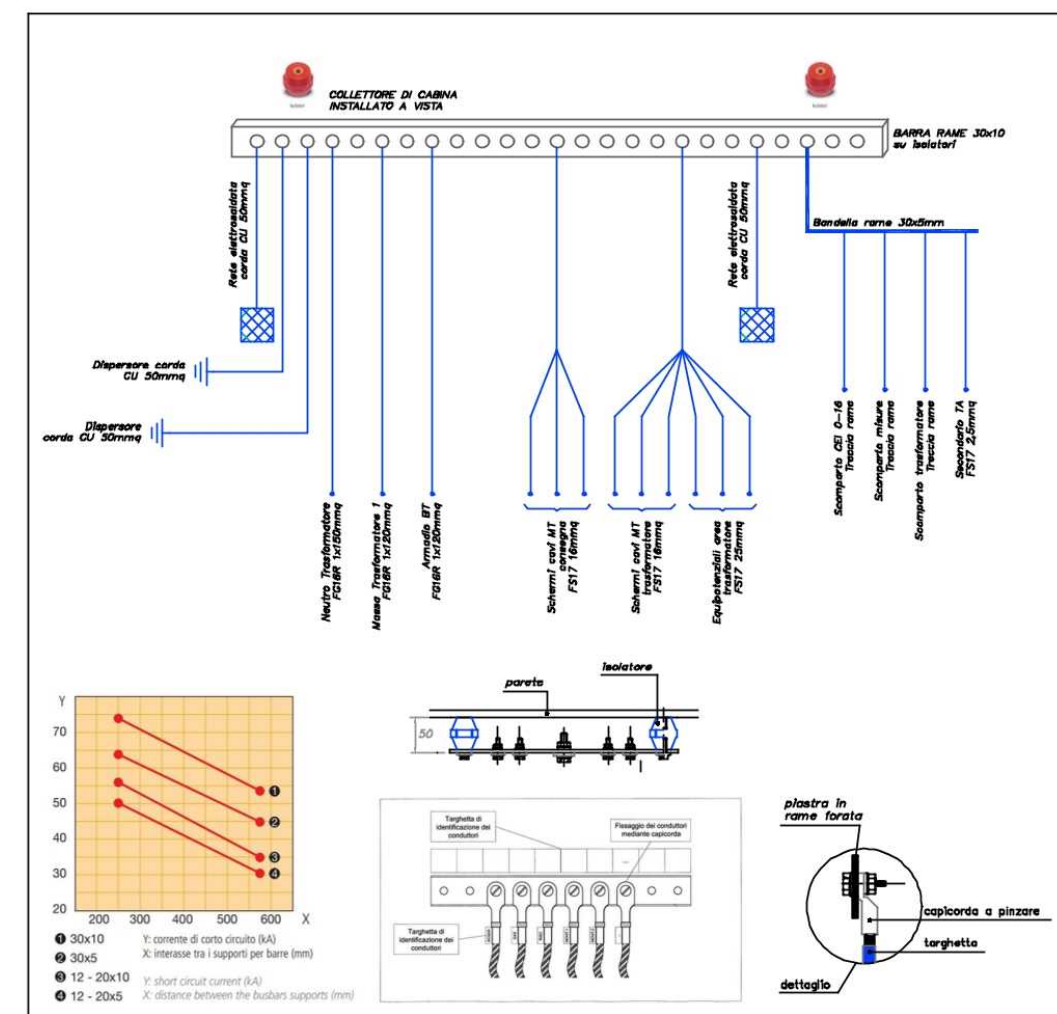 COLLETTORE DI CABINA
INSTALLATO A VISTA
BARRA RAME 30x10
su isolatori
Rete elettrosaldata
corda CU 50mmq
Rete elettrosaldata
corda CU 50mmq
Bandella rame 30x5mm
Dispersore corda
CU 50mmq
Dispersore
corda CU 50mmq
Neutro Trasformatore
FG16R 1x150mmq
Massa Trasformatore 1
FG16R 1x120mmq
Armadio BT
FG16R 1x120mmq
Schermi cavi MT
consegna
FS17 16mmq
Schermi cavi MT
trasformatore
FS17 16mmq
Equipotenziali area
trasformatore
FS17 25mmq
Scomparto CEI 0-16
Treccia rame
Scomparto misure
Treccia rame
Scomparto trasformatore
Treccia rame
Secondario TA
FS17 2,5mmq
Y
70
60
50
40
30
20
200 300 400 500 600 X
1
2
3
4
1 30x10
2 30x5
3 12 - 20x10
4 12 - 20x5
Y: corrente di corto circuito (kA)
X: interasse tra i supporti per barre (mm)
Y: short circuit current (kA)
X: distance between the busbars supports (mm)
parete
isolatore
50
Targhetta di
identificazione dei
conduttori
Fissaggio dei conduttori
mediante capicorda
Targhetta di
identificazione dei
conduttori
piastra in
rame forata
capicorda a pinzare
targhetta
dettaglio